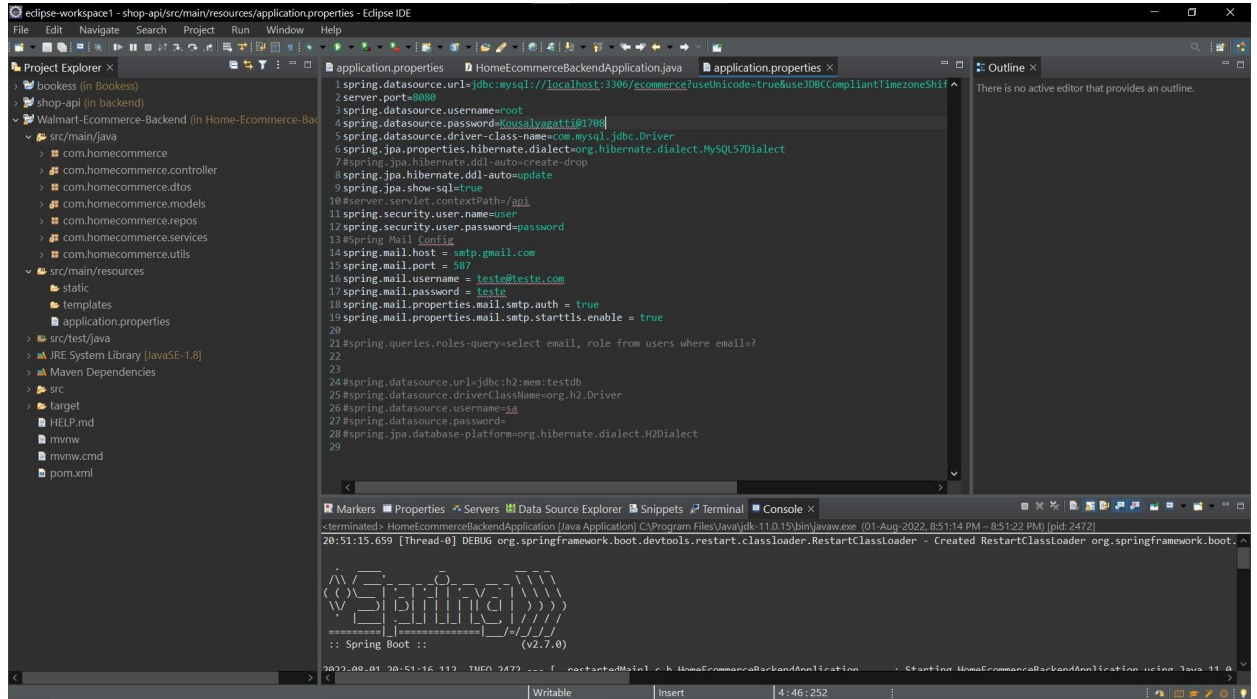 eclipse-workspace1 - shop-api/src/main/resources/application.properties - Eclipse IDE
File Edit Navigate Search Project Run Window Help
Project Explorer ×
bookess (in Bookess)
shop-api (in backend)
Walmart-Ecommerce-Backend (in Home-Ecommerce-Bac
src/main/java
com.homecommerce
com.homecommerce.controller
com.homecommerce.dtos
com.homecommerce.models
com.homecommerce.repos
com.homecommerce.services
com.homecommerce.utils
src/main/resources
static
templates
application.properties
src/test/java
JRE System Library [JavaSE-1.8]
Maven Dependencies
src
target
HELP.md
mvnw
mvnw.cmd
pom.xml
application.properties HomeEcommerceBackendApplication.java application.properties ×
1 spring.datasource.url=jdbc:mysql://localhost:3306/ecommerce?useUnicode=true&useJDBCCompliantTimezoneShif
2 server.port=8080
3 spring.datasource.username=root
4 spring.datasource.password=Kousalyagatti@1708
5 spring.datasource.driver-class-name=com.mysql.jdbc.Driver
6 spring.jpa.properties.hibernate.dialect=org.hibernate.dialect.MySQL57Dialect
7 #spring.jpa.hibernate.ddl-auto=create-drop
8 spring.jpa.hibernate.ddl-auto=update
9 spring.jpa.show-sql=true
10 #server.servlet.contextPath=/api
11 spring.security.user.name=user
12 spring.security.user.password=password
13 #Spring Mail Config
14 spring.mail.host = smtp.gmail.com
15 spring.mail.port = 587
16 spring.mail.username = teste@teste.com
17 spring.mail.password = teste
18 spring.mail.properties.mail.smtp.auth = true
19 spring.mail.properties.mail.smtp.starttls.enable = true
20
21 #spring.queries.roles-query=select email, role from users where email=?
22
23
24 #spring.datasource.url=jdbc:h2:mem:testdb
25 #spring.datasource.driverClassName=org.h2.Driver
26 #spring.datasource.username=sa
27 #spring.datasource.password=
28 #spring.jpa.database-platform=org.hibernate.dialect.H2Dialect
29
Outline ×
There is no active editor that provides an outline.
Markers Properties Servers Data Source Explorer Snippets Terminal Console ×
<terminated> HomeEcommerceBackendApplication [Java Application] C:\Program Files\Java\jdk-11.0.15\bin\javaw.exe (01-Aug-2022, 8:51:14 PM – 8:51:22 PM) [pid: 2472]
20:51:15.659 [Thread-0] DEBUG org.springframework.boot.devtools.restart.classloader.RestartClassLoader - Created RestartClassLoader org.springframework.boot.
:: Spring Boot :: (v2.7.0)
2022-08-01 20:51:16.112 INFO 2472 --- [ restartedMain] c.h.HomeEcommerceBackendApplication : Starting HomeEcommerceBackendApplication using Java 11.0
Writable Insert 4:46:252